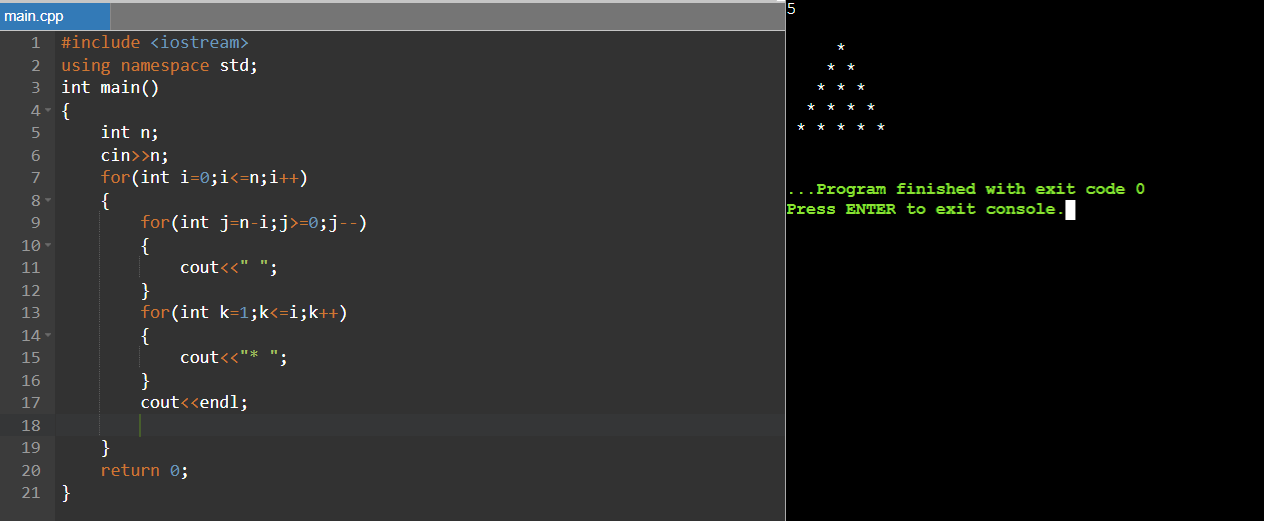 main.cpp
1 #include <iostream>
2 using namespace std;
3 int main()
4 {
5     int n;
6     cin>>n;
7     for(int i=0;i<=n;i++)
8     {
9         for(int j=n-i;j>=0;j--)
10         {
11             cout<<" ";
12         }
13         for(int k=1;k<=i;k++)
14         {
15             cout<<"* ";
16         }
17         cout<<endl;
18
19     }
20     return 0;
21 }
5
     *
    * *
   * * *
  * * * *
 * * * * *
...Program finished with exit code 0
Press ENTER to exit console.